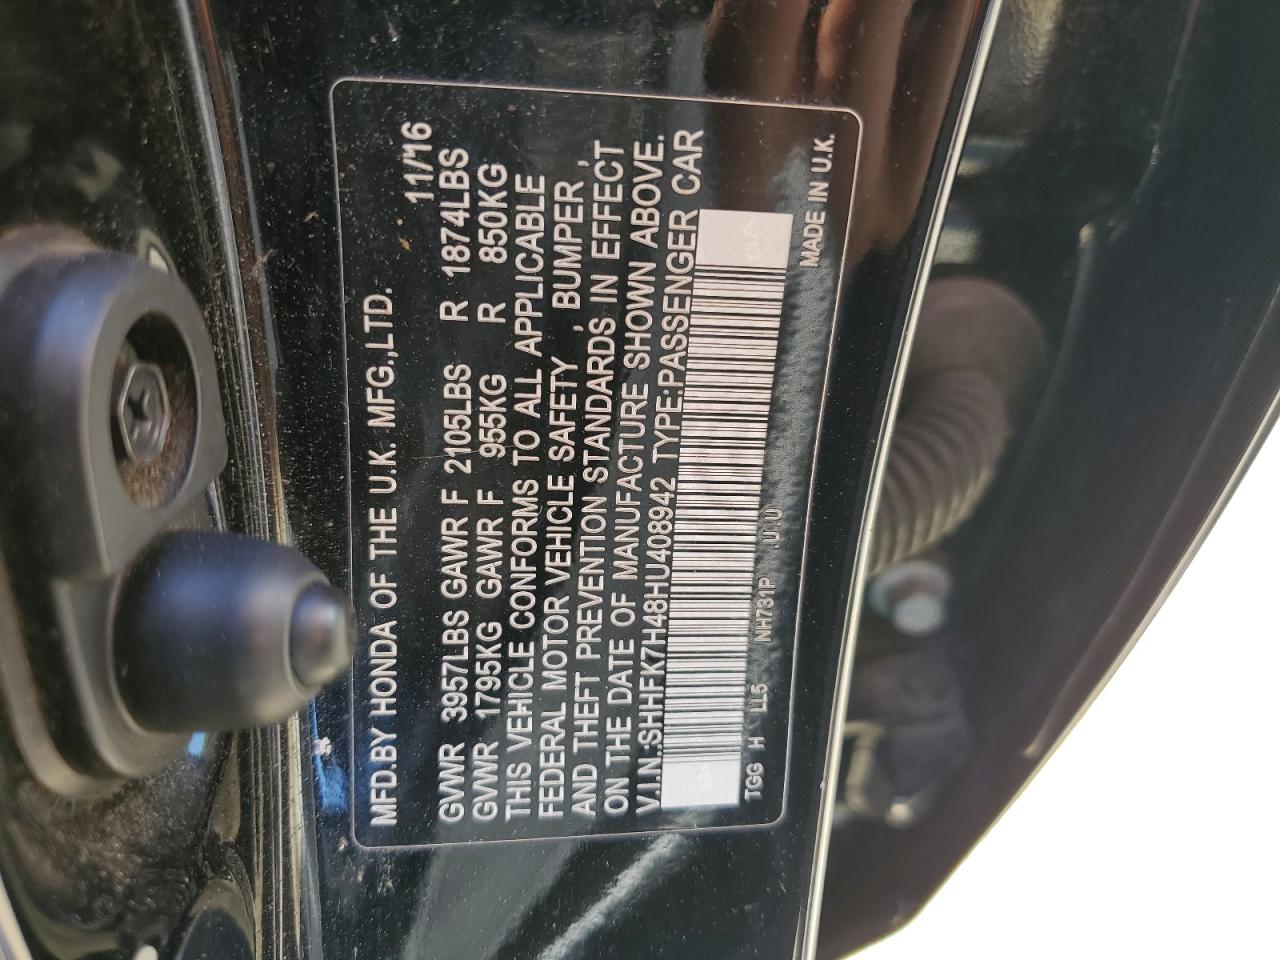 MFD.BY HONDA OF THE U.K. MFG.,LTD. 11/16
GVWR 3957LBS GAWR F 2105LBS R 1874LBS
GVWR 1795KG GAWR F 955KG R 850KG
THIS VEHICLE CONFORMS TO ALL APPLICABLE
FEDERAL MOTOR VEHICLE SAFETY , BUMPER ,
AND THEFT PREVENTION STANDARDS IN EFFECT
ON THE DATE OF MANUFACTURE SHOWN ABOVE.
V.I.N.:SHHFK7H48HU408942 TYPE:PASSENGER CAR
TGG H LL5 NH731P MADE IN U.K.